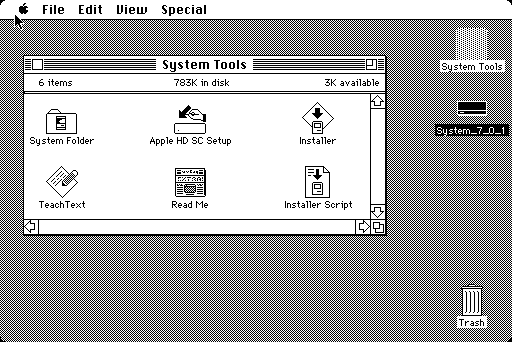 File Edit View Special
System Tools
6 items 783K in disk 3K available
System Folder Apple HD SC Setup Installer
TeachText Read Me Installer Script
System Tools
System_7_0_1
Trash